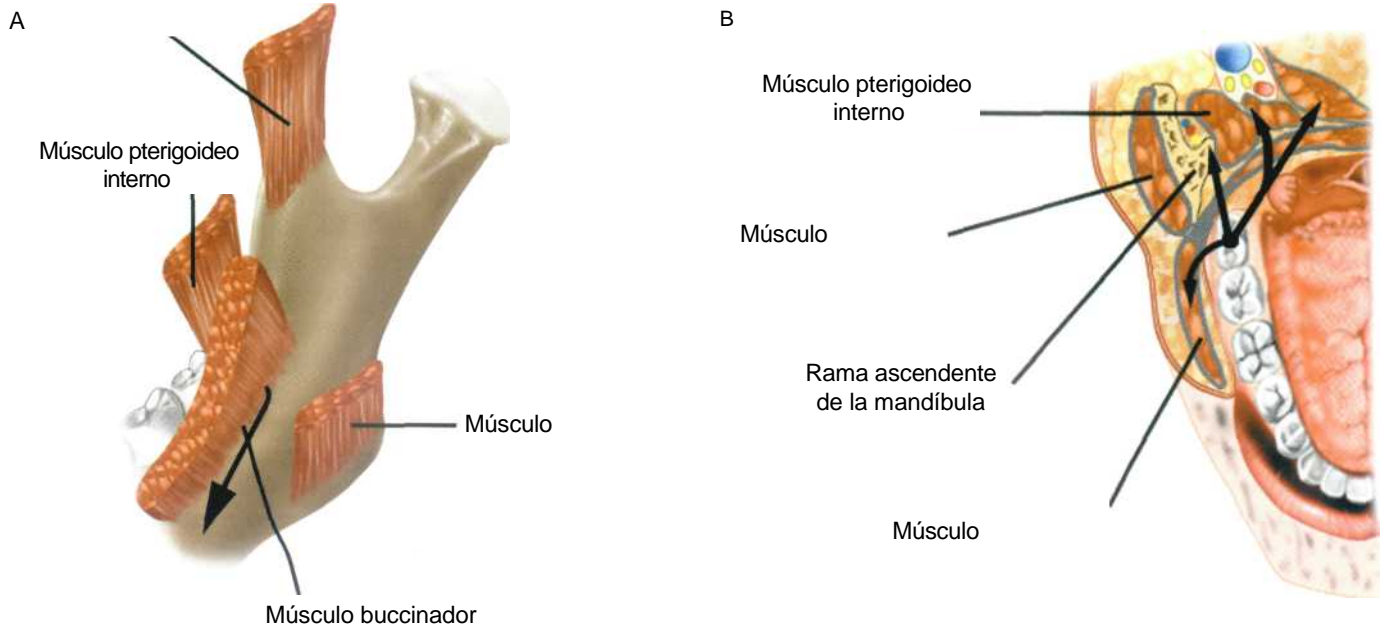 A
Músculo pterigoideo
interno
Músculo
Músculo buccinador
B
Músculo pterigoideo
interno
Músculo
Rama ascendente
de la mandíbula
Músculo